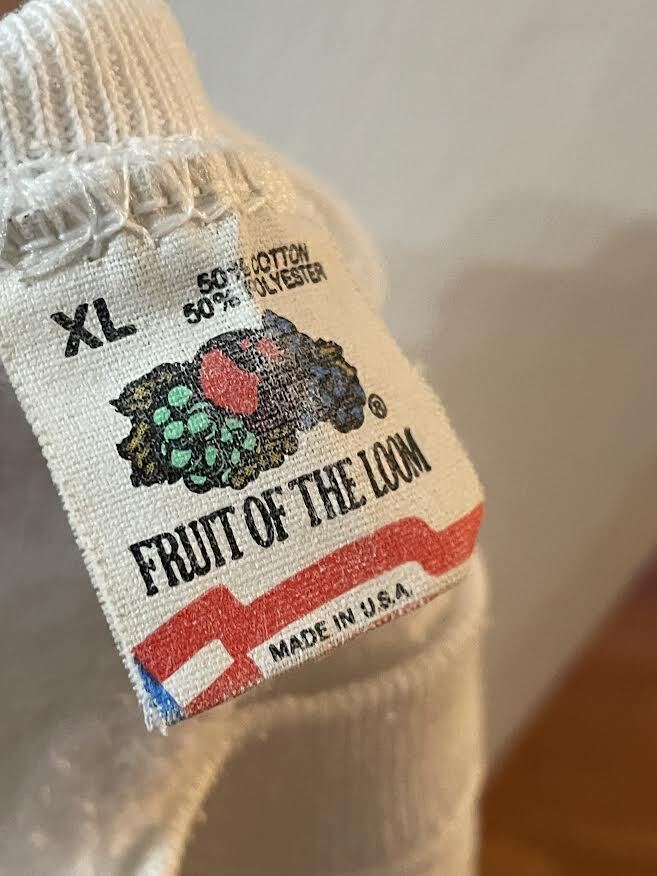 XL
50% COTTON
50% POLYESTER
®
FRUIT OF THE LOOM
MADE IN U.S.A.